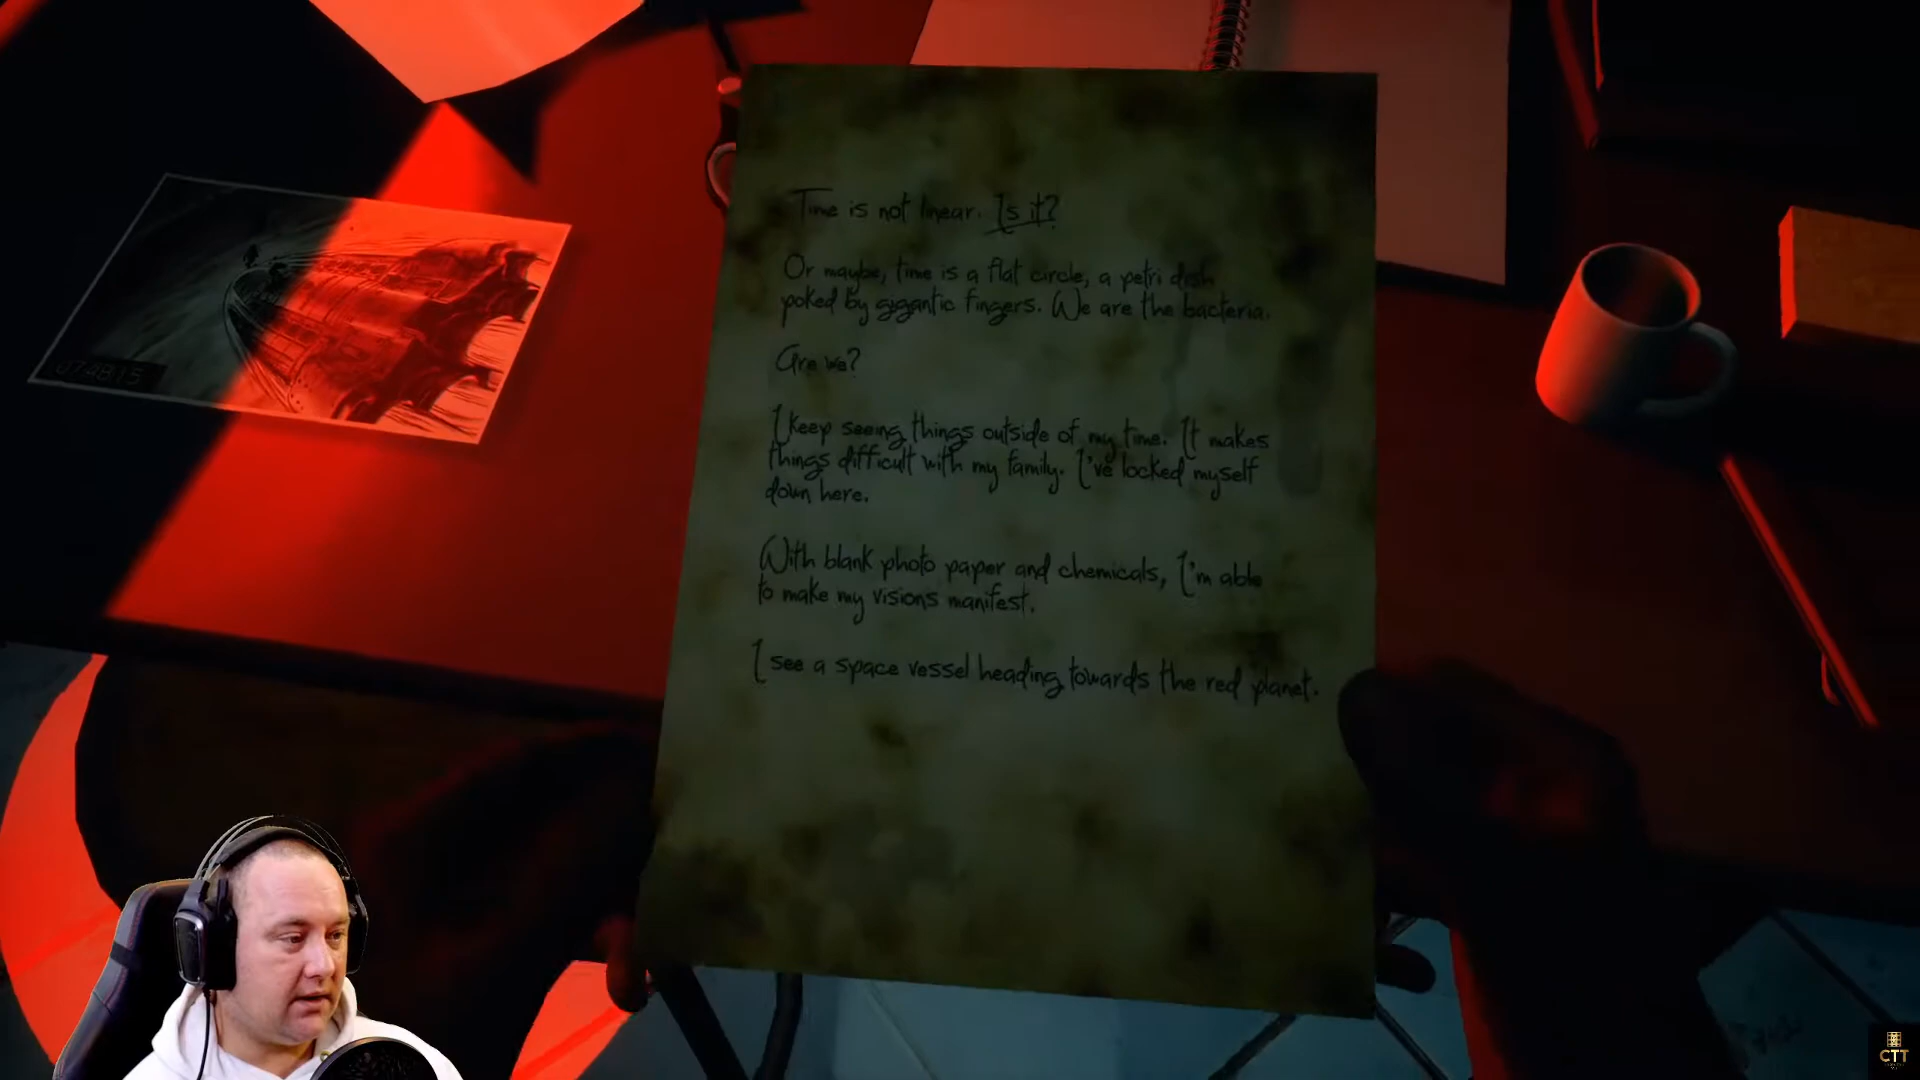 Time is not linear. Is it?
Or maybe, time is a flat circle, a petri dish
poked by gigantic fingers. We are the bacteria.
Are we?
I keep seeing things outside of my time. It makes
things difficult with my family. I've locked myself
down here.
With blank photo paper and chemicals, I'm able
to make my visions manifest.
I see a space vessel heading towards the red planet.
CTT